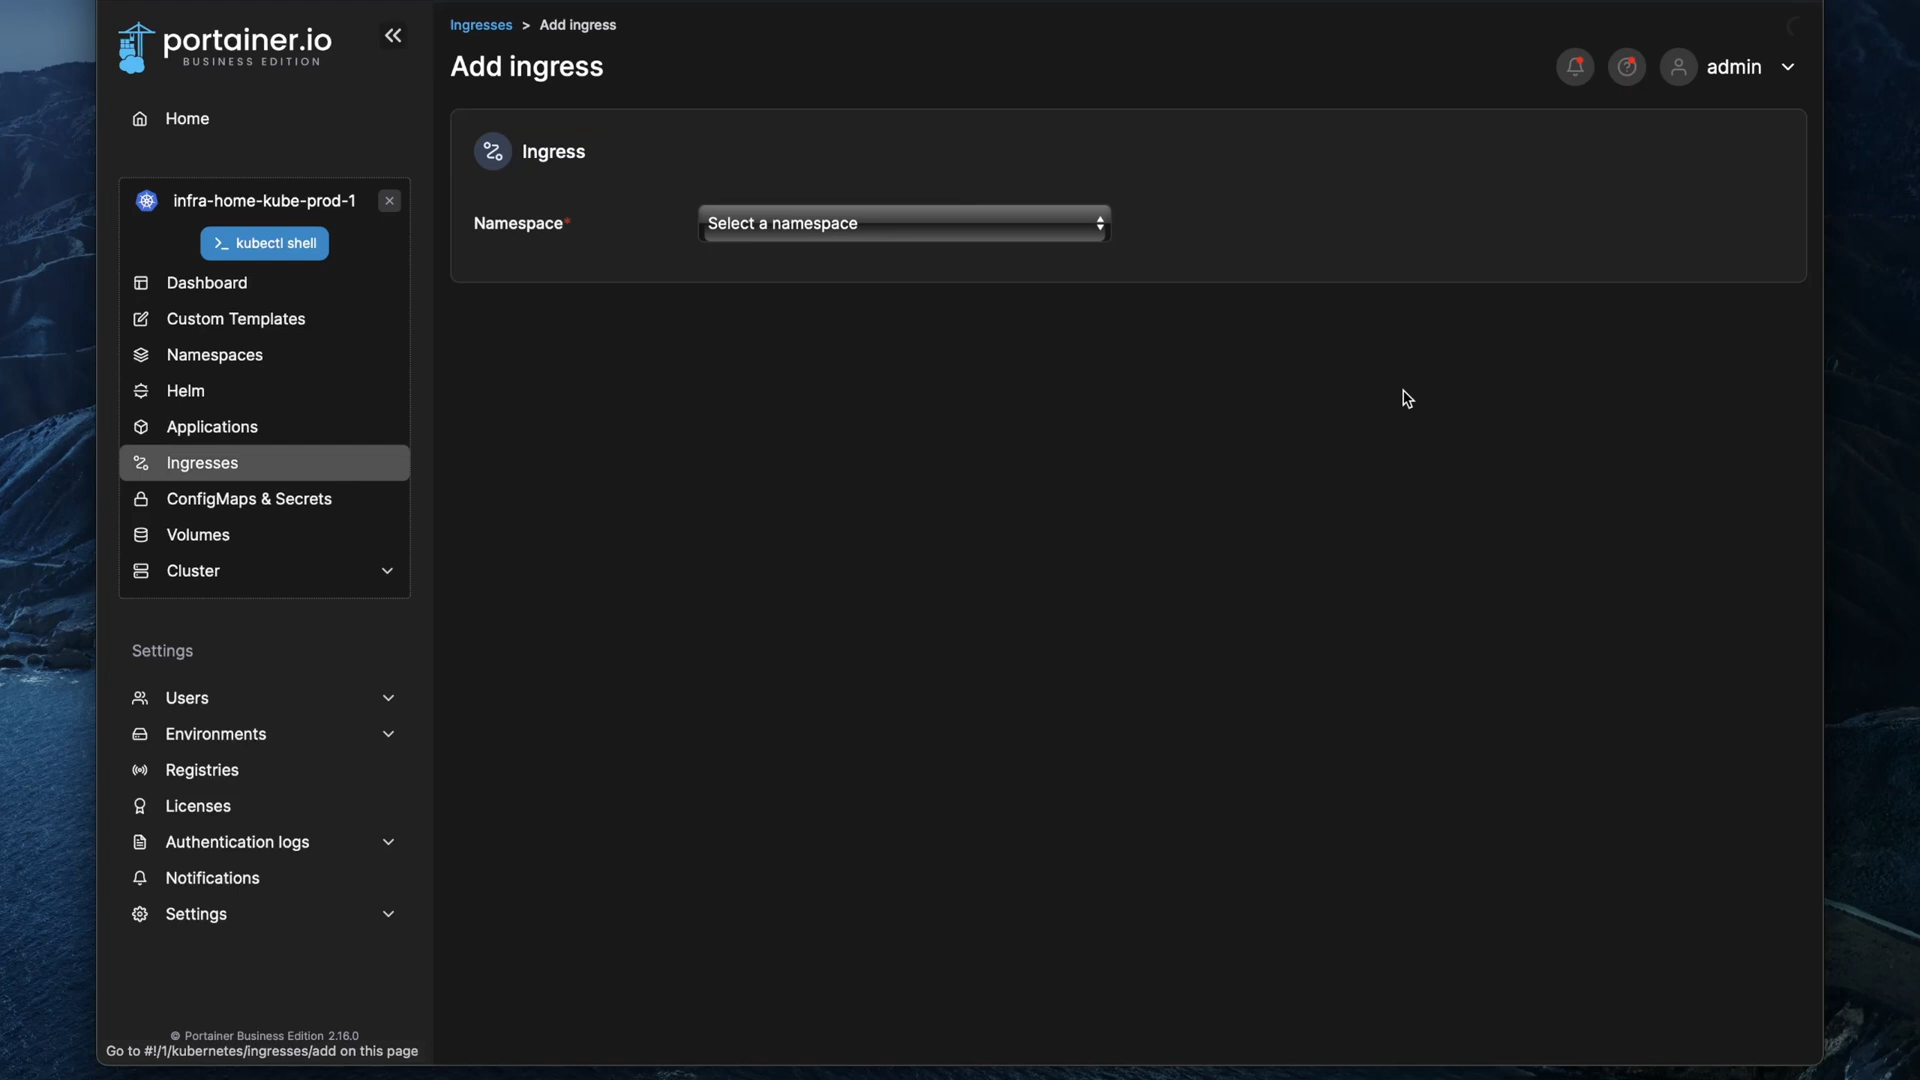 portainer.io
BUSINESS EDITION
Home
infra-home-kube-prod-1
>_ kubectl shell
Dashboard
Custom Templates
Namespaces
Helm
Applications
Ingresses
ConfigMaps & Secrets
Volumes
Cluster
Settings
Users
Environments
Registries
Licenses
Authentication logs
Notifications
Settings
© Portainer Business Edition 2.16.0
Go to #!/1/kubernetes/ingresses/add on this page
Ingresses > Add ingress
Add ingress
admin
Ingress
Namespace*
Select a namespace